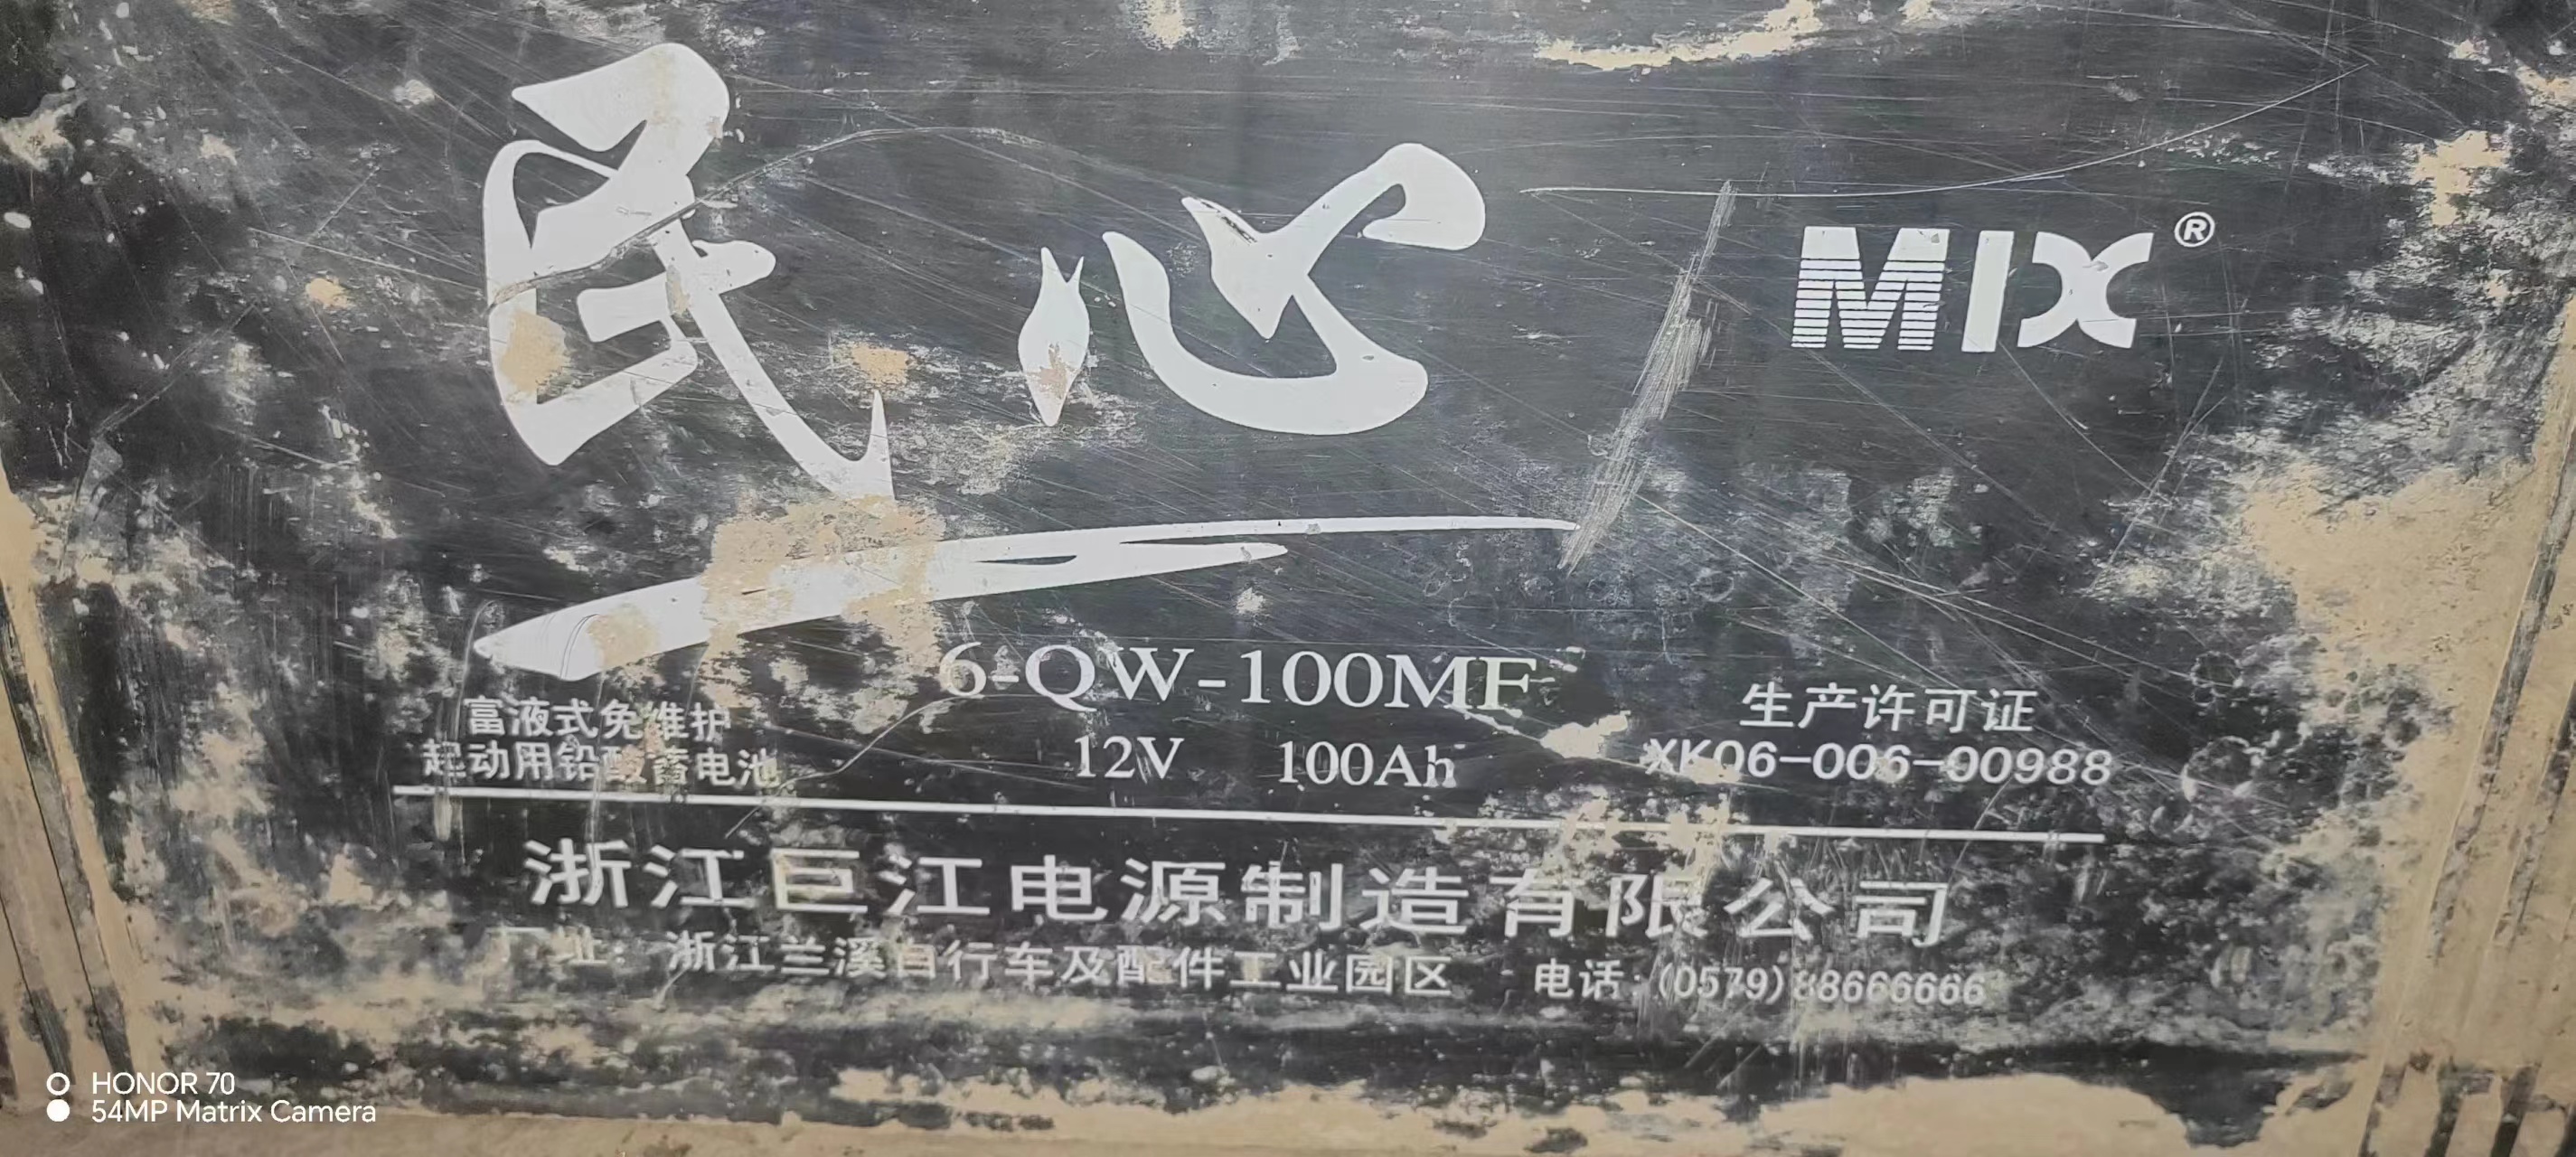 民心 MIX®
6-QW-100MF
富液式免维护
起动用铅酸蓄电池
12V 100Ah
生产许可证
XK06-006-00988
浙江巨江电源制造有限公司
厂址：浙江兰溪自行车及配件工业园区 电话：(0579)88666666
HONOR 70
54MP Matrix Camera